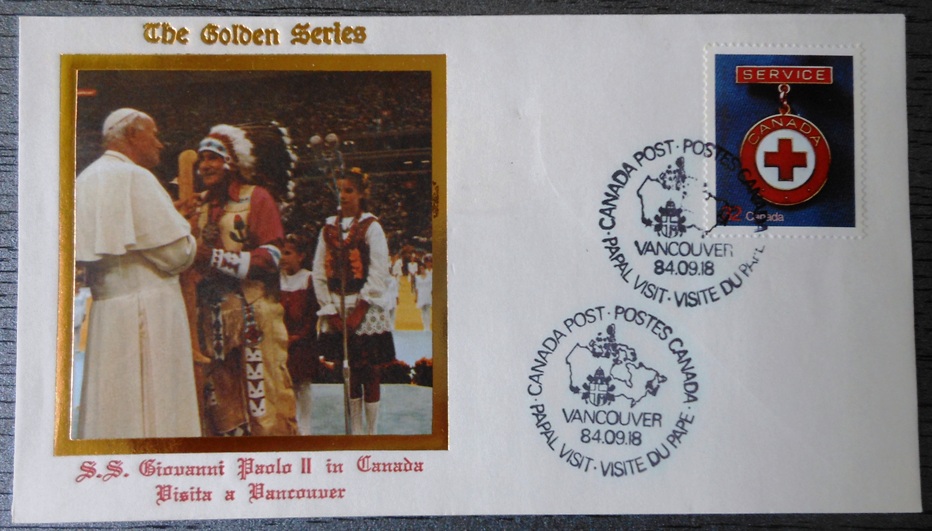 The Golden Series
S.S. Giovanni Paolo II in Canada
Visita a Vancouver
SERVICE
CANADA
32 Canada
CANADA POST · POSTES CANADA
VANCOUVER
84.09.18
PAPAL VISIT · VISITE DU PAPE
CANADA POST · POSTES CANADA
VANCOUVER
84.09.18
PAPAL VISIT · VISITE DU PAPE